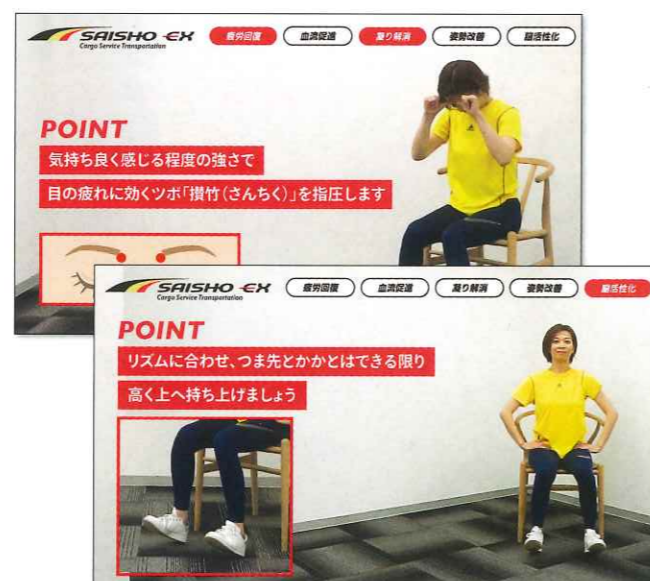 SAISHO EX
Cargo Service Transportation
疲労回復
血流促進
凝り解消
姿勢改善
脳活性化
POINT
気持ち良く感じる程度の強さで
目の疲れに効くツボ「攅竹(さんちく)」を指圧します
SAISHO EX
Cargo Service Transportation
疲労回復
血流促進
凝り解消
姿勢改善
脳活性化
POINT
リズムに合わせ、つま先とかかとはできる限り
高く上へ持ち上げましょう